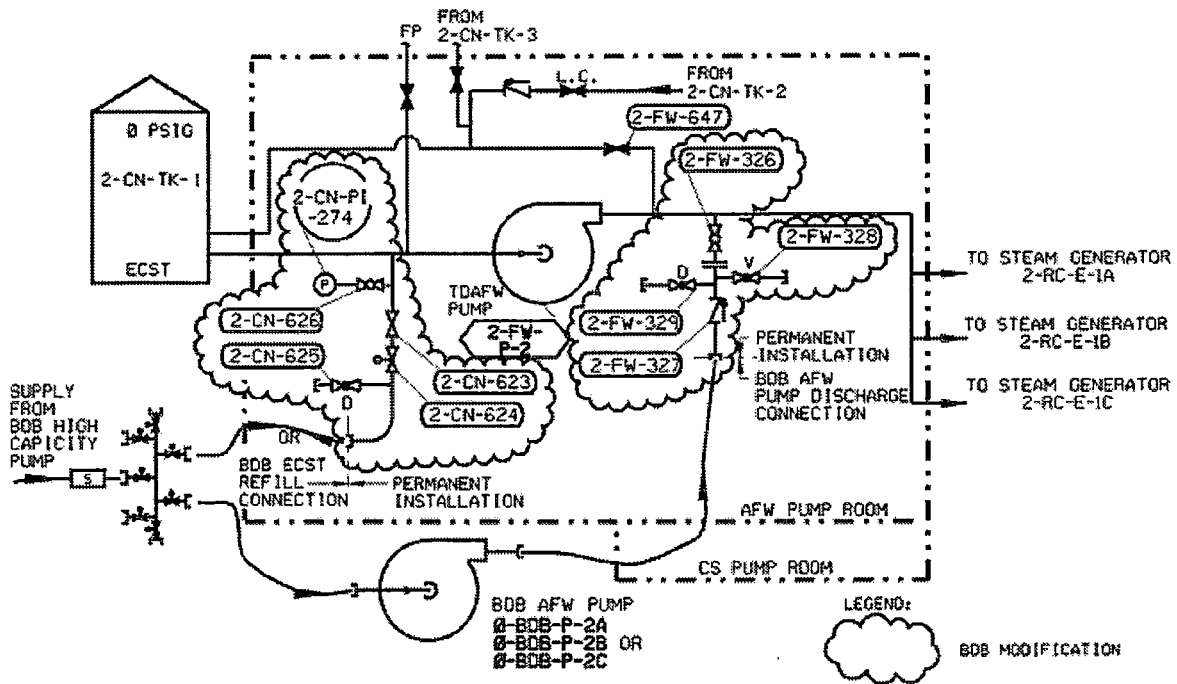 FP
FROM
2-CN-TK-3
L.C.
FROM
2-CN-TK-2
2-FW-647
0 PSIG
2-CN-TK-1
ECST
2-CN-PI
-274
2-FW-326
2-FW-328
V
D
P
TDAFW
PUMP
2-FW-
P-2
2-FW-329
2-FW-327
2-CN-626
2-CN-625
2-CN-623
2-CN-624
D
TO STEAM GENERATOR
2-RC-E-1A
TO STEAM GENERATOR
2-RC-E-1B
TO STEAM GENERATOR
2-RC-E-1C
PERMANENT
INSTALLATION
BDB AFW
PUMP DISCHARGE
CONNECTION
SUPPLY
FROM
BDB HIGH
CAPICITY
PUMP
S
OR
BDB ECST
REFILL
CONNECTION
PERMANENT
INSTALLATION
AFW PUMP ROOM
CS PUMP ROOM
BDB AFW PUMP
0-BDB-P-2A
0-BDB-P-2B OR
0-BDB-P-2C
LEGEND:
BDB MODIFICATION